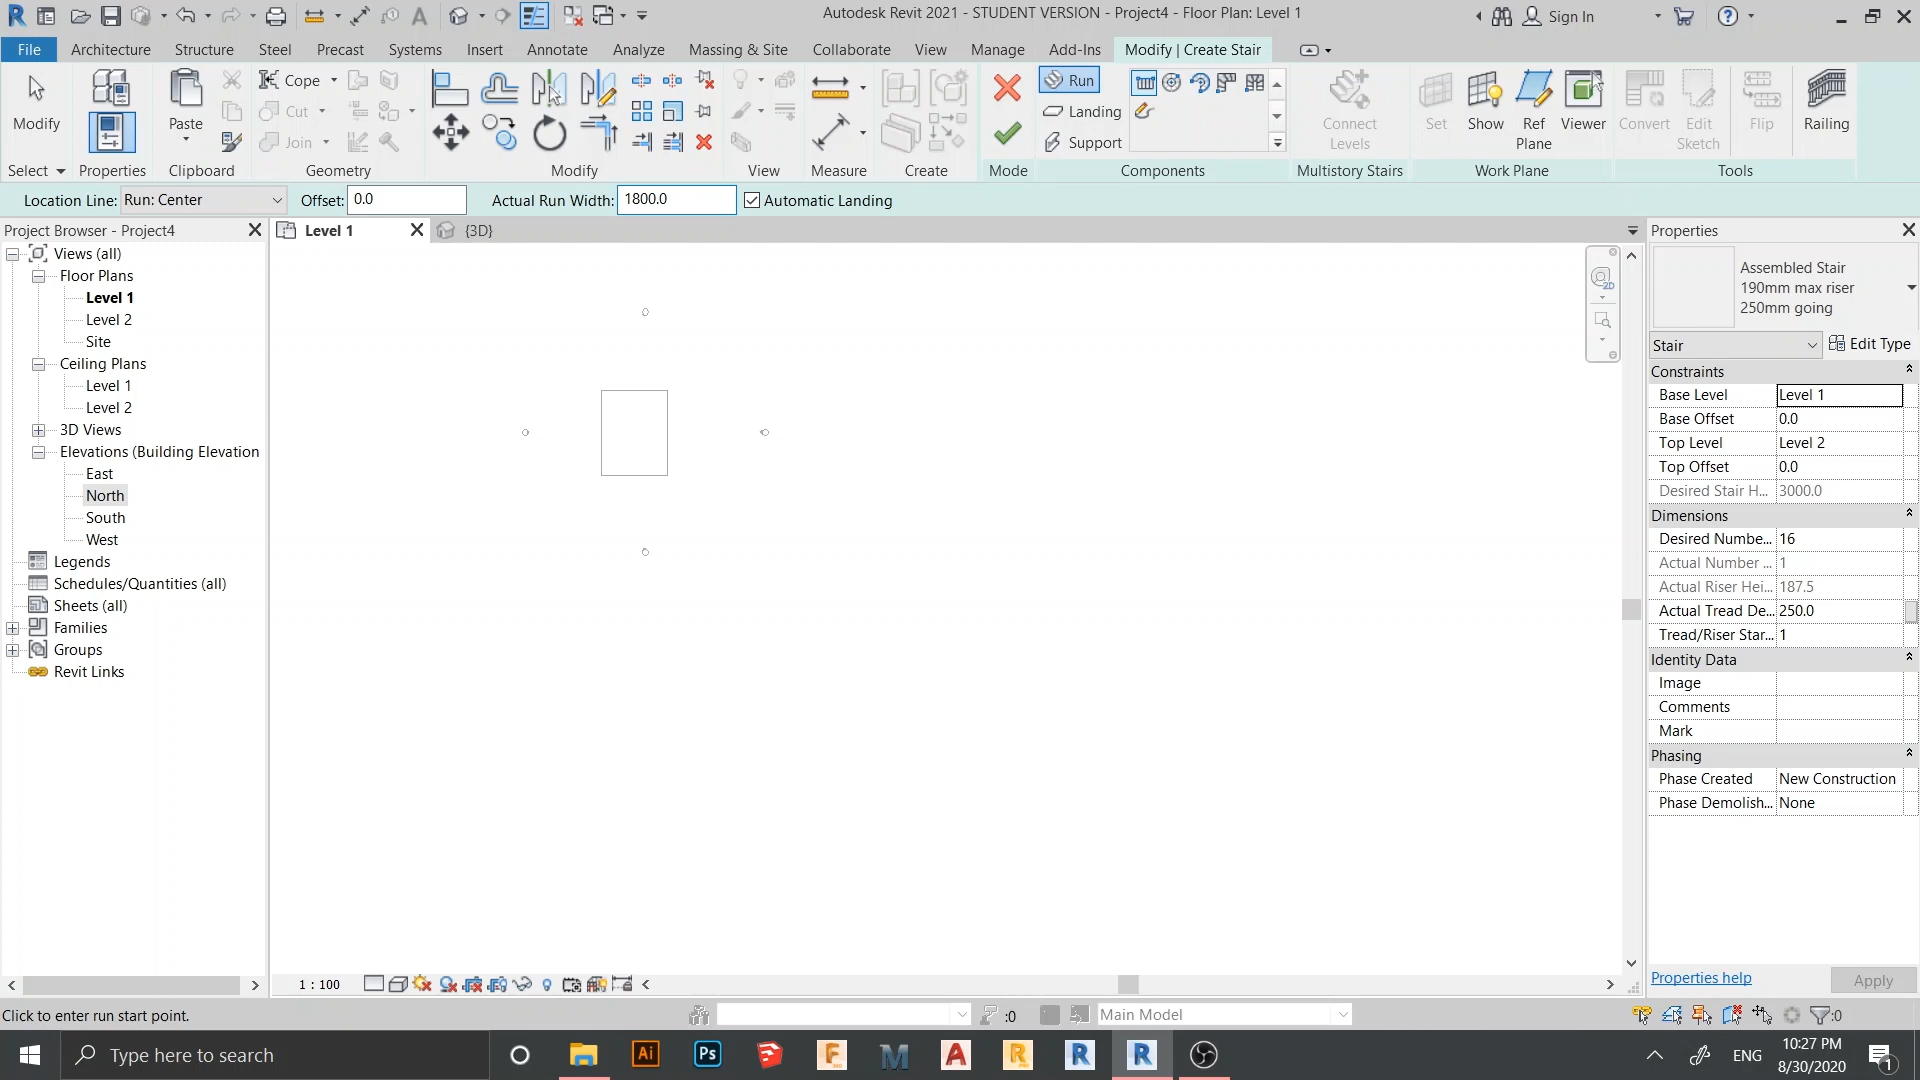 Autodesk Revit 2021 - STUDENT VERSION - Project4 - Floor Plan: Level 1
Sign In
File Architecture Structure Steel Precast Systems Insert Annotate Analyze Massing & Site Collaborate View Manage Add-Ins Modify | Create Stair
Modify
Paste
Cope
Cut
Join
Run
Landing
Support
Connect Levels
Set
Show
Ref Plane
Viewer
Convert
Edit Sketch
Flip
Railing
Select Properties Clipboard Geometry Modify View Measure Create Mode Components Multistory Stairs Work Plane Tools
Location Line: Run: Center Offset: 0.0 Actual Run Width: 1800.0 Automatic Landing
Project Browser - Project4
Views (all)
Floor Plans
Level 1
Level 2
Site
Ceiling Plans
Level 1
Level 2
3D Views
Elevations (Building Elevation
East
North
South
West
Legends
Schedules/Quantities (all)
Sheets (all)
Families
Groups
Revit Links
Level 1 {3D}
2D
Properties
Assembled Stair
190mm max riser
250mm going
Stair Edit Type
Constraints
Base Level Level 1
Base Offset 0.0
Top Level Level 2
Top Offset 0.0
Desired Stair H... 3000.0
Dimensions
Desired Numbe... 16
Actual Number ... 1
Actual Riser Hei... 187.5
Actual Tread De... 250.0
Tread/Riser Star... 1
Identity Data
Image
Comments
Mark
Phasing
Phase Created New Construction
Phase Demolish... None
Properties help Apply
1 : 100
Click to enter run start point.
:0
Main Model
:0
Type here to search
Ai
Ps
ENG
10:27 PM
8/30/2020
1